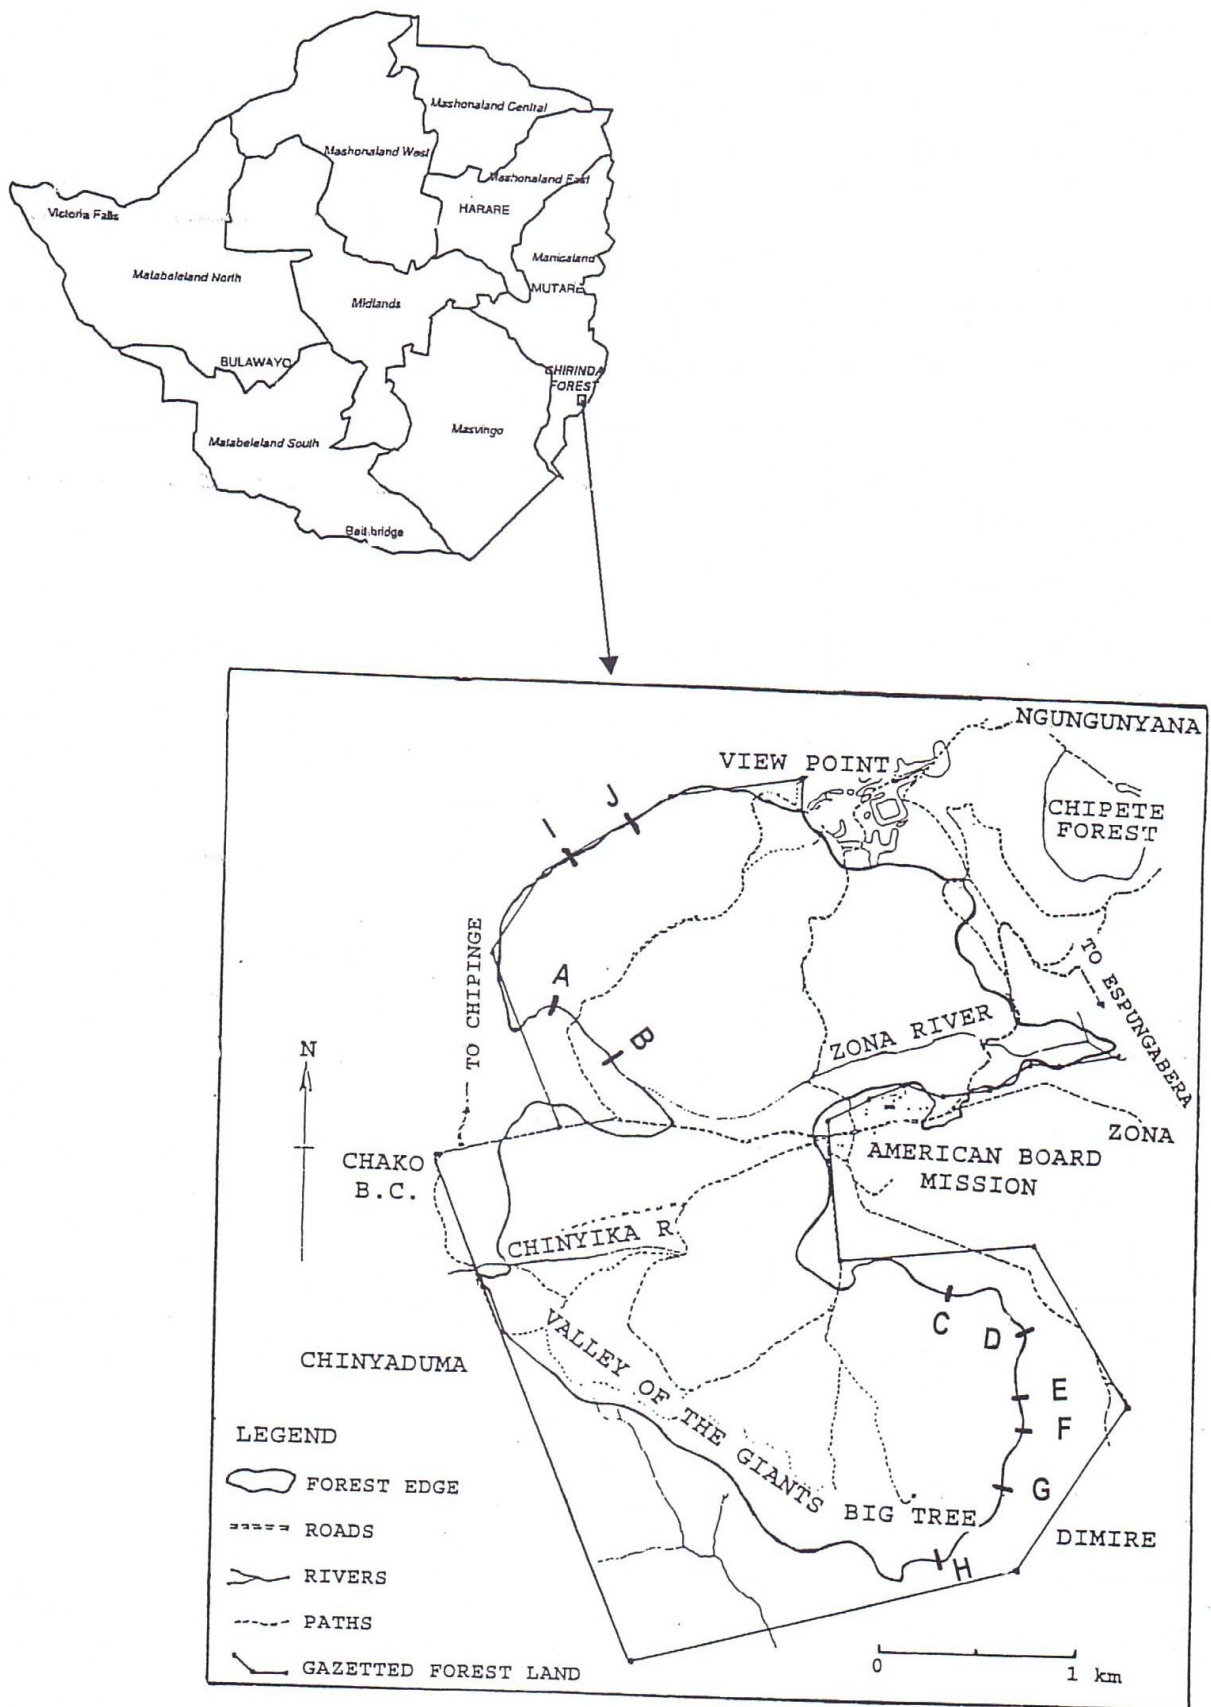 Mashonaland Central
Mashonaland West
Mashonaland East
HARARE
Victoria Falls
Manicaland
Matabeleland North
MUTARE
Midlands
BULAWAYO
CHIRINDA
FOREST
Masvingo
Matabeleland South
Beitbridge
NGUNGUNYANA
VIEW POINT
CHIPETE
FOREST
J
I
TO CHIPINGE
A
B
TO ESPUNGABERA
ZONA RIVER
N
ZONA
CHAKO
B.C.
AMERICAN BOARD
MISSION
CHINYIKA R.
C
D
VALLEY OF THE GIANTS
CHINYADUMA
E
F
G
BIG TREE
DIMIRE
H
LEGEND
FOREST EDGE
ROADS
RIVERS
PATHS
GAZETTED FOREST LAND
0 1 km